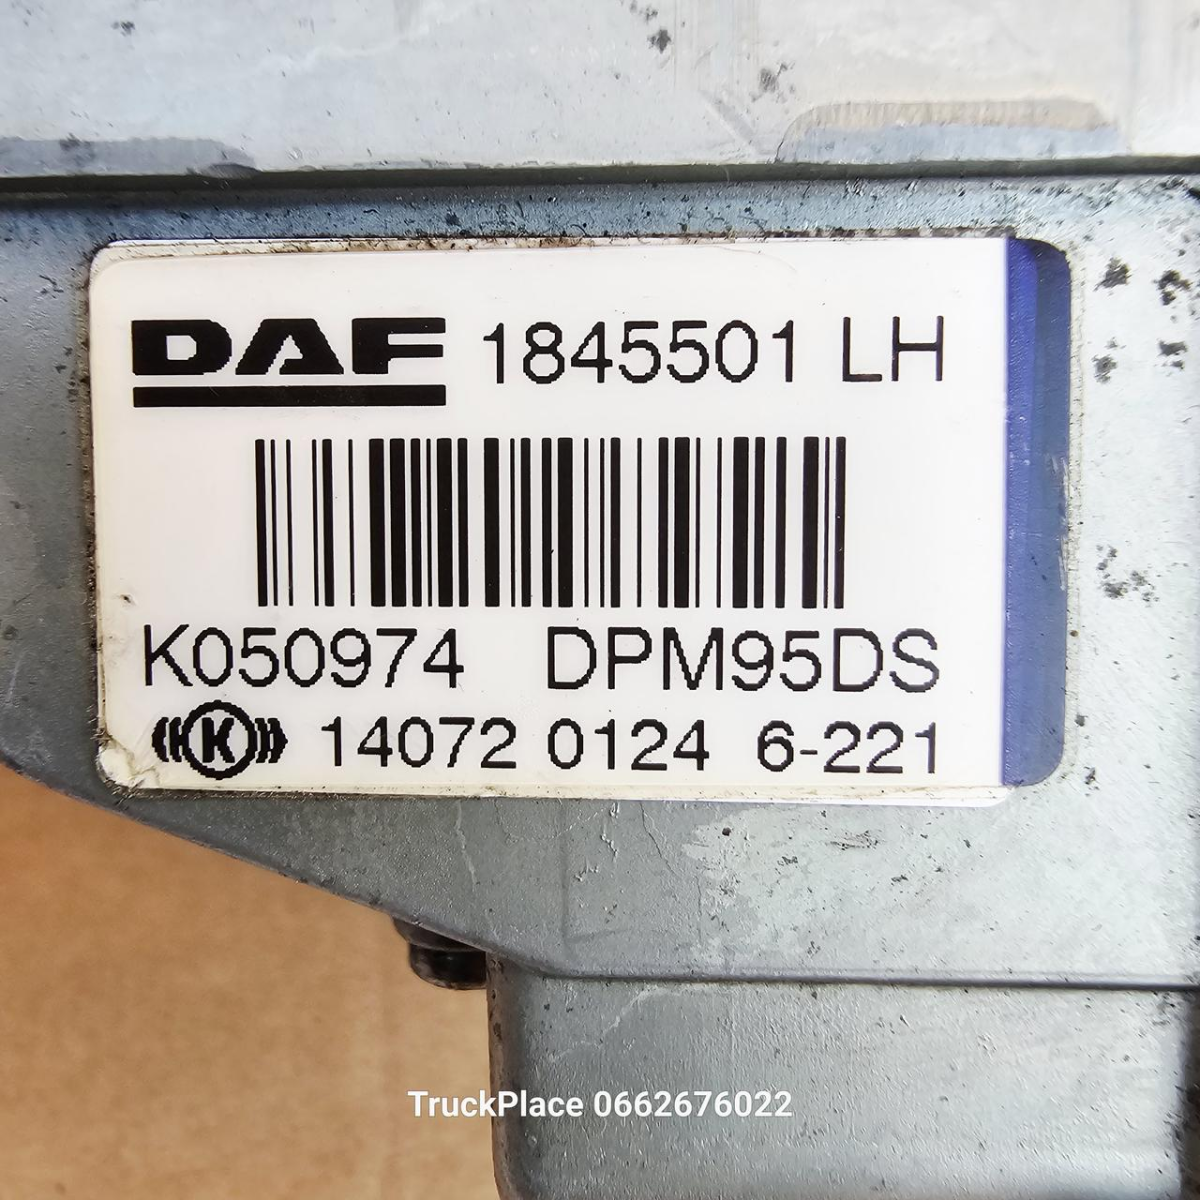 DAF 1845501 LH
K050974 DPM95DS
K 14072 0124 6-221
TruckPlace 0662676022